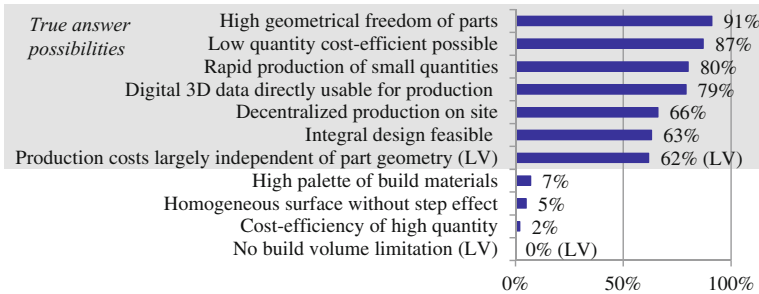 True answer
possibilities
High geometrical freedom of parts 91%
Low quantity cost-efficient possible 87%
Rapid production of small quantities 80%
Digital 3D data directly usable for production 79%
Decentralized production on site 66%
Integral design feasible 63%
Production costs largely independent of part geometry (LV) 62% (LV)
High palette of build materials 7%
Homogeneous surface without step effect 5%
Cost-efficiency of high quantity 2%
No build volume limitation (LV) 0% (LV)
0% 50% 100%